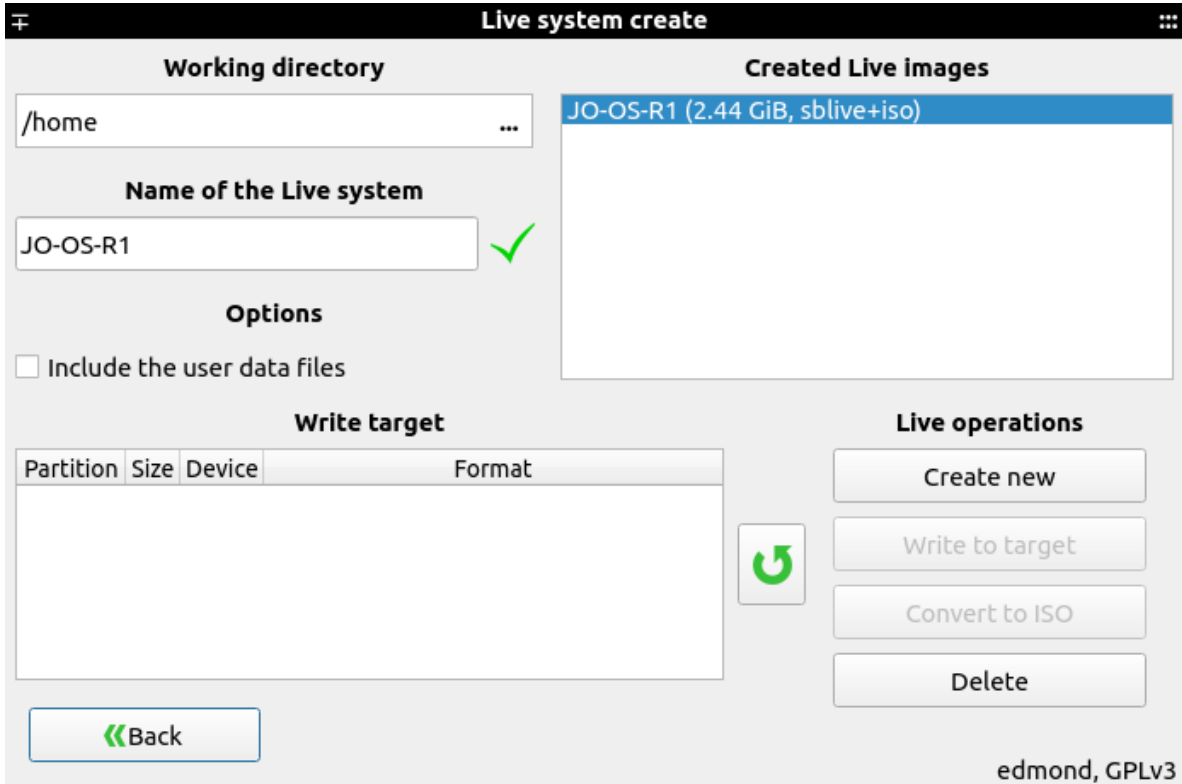 Live system create
Working directory
/home ...
Name of the Live system
JO-OS-R1
Options
Include the user data files
Created Live images
JO-OS-R1 (2.44 GiB, sblive+iso)
Write target
Partition Size Device Format
Live operations
Create new
Write to target
Convert to ISO
Delete
Back
edmond, GPLv3